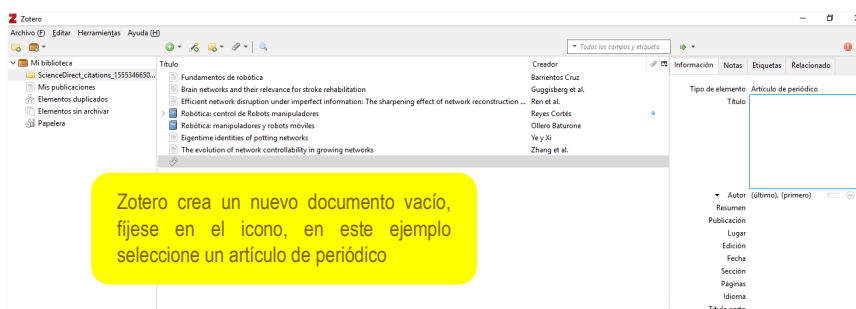 Zotero
Archivo (F) Editar Herramientas Ayuda (H)
Todos los campos y etiqueta
Mi biblioteca
ScienceDirect_citations_1555346650...
Mis publicaciones
Elementos duplicados
Elementos sin archivar
Papelera
Título Creador
Fundamentos de robótica Barrientos Cruz
Brain networks and their relevance for stroke rehabilitation Guggisberg et al.
Efficient network disruption under imperfect information: The sharpening effect of network reconstruction ... Ren et al.
Robótica: control de Robots manipuladores Reyes Cortés
Robótica: manipuladores y robots móviles Ollero Baturone
Eigentime identities of potting networks Ye y Xi
The evolution of network controllability in growing networks Zhang et al.
Zotero crea un nuevo documento vacío,
fíjese en el icono, en este ejemplo
seleccione un artículo de periódico
Información Notas Etiquetas Relacionado
Tipo de elemento Artículo de periódico
Título
Autor (último), (primero)
Resumen
Publicación
Lugar
Edición
Fecha
Sección
Páginas
Idioma
Título corto